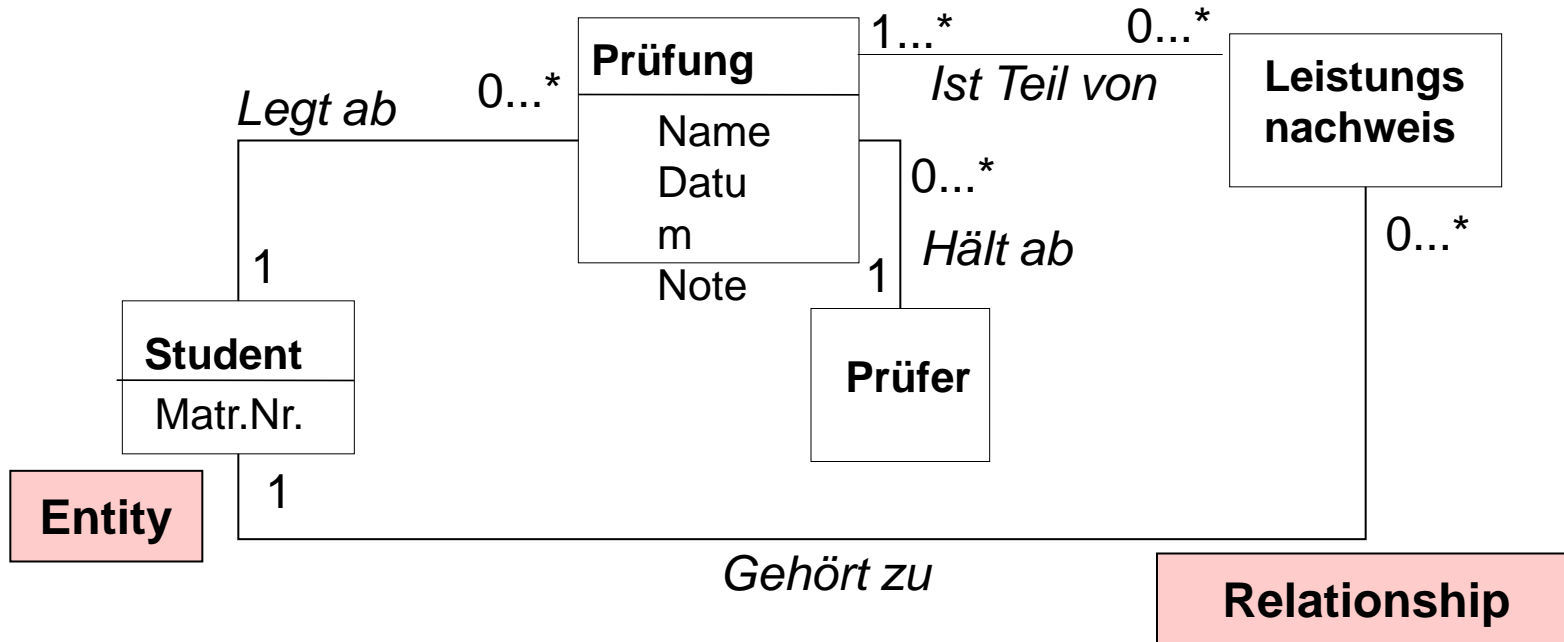 1...*
0...*
Prüfung
Ist Teil von
Leistungs
nachweis
Legt ab
0...*
Name
Datu
m
Note
0...*
Hält ab
1
0...*
1
Student
Matr.Nr.
Prüfer
1
Entity
Gehört zu
Relationship